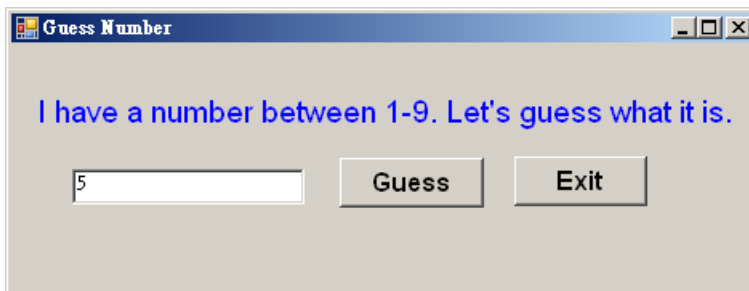 Guess Number
I have a number between 1-9. Let's guess what it is.
5 Guess Exit